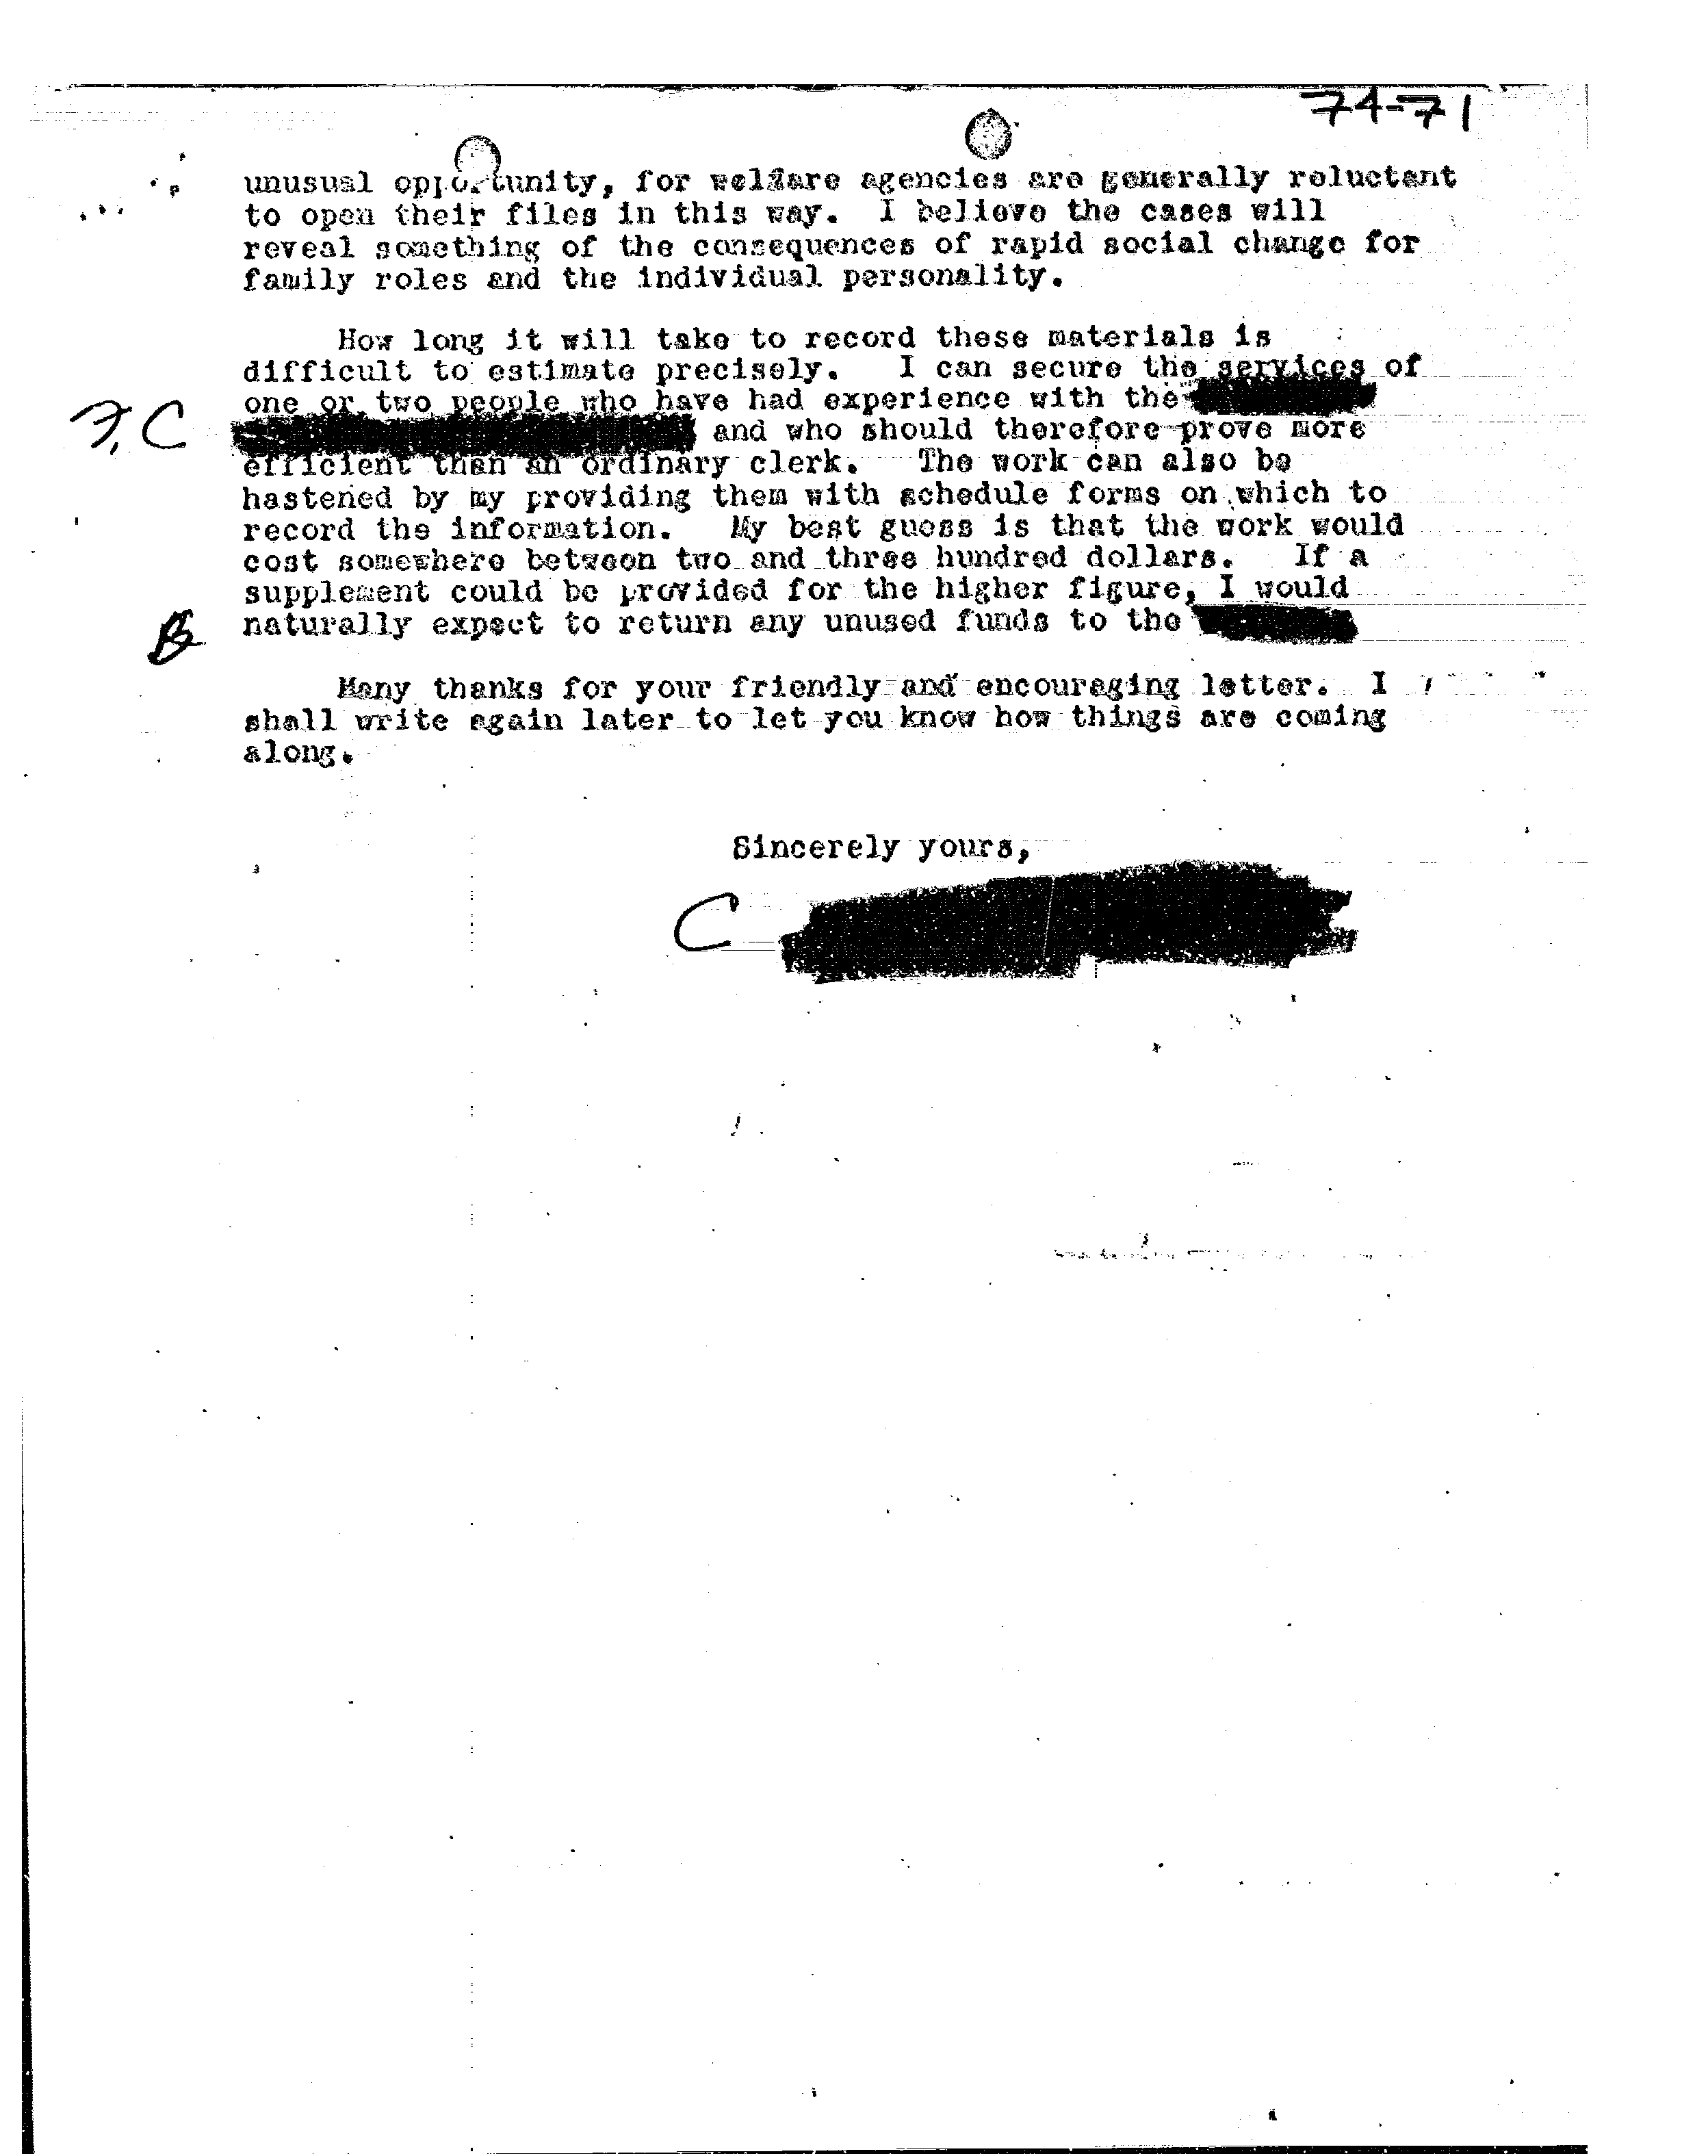 74-71
unusual opportunity, for welfare agencies are generally reluctant
to open their files in this way. I believe the cases will
reveal something of the consequences of rapid social change for
family roles and the individual personality.
How long it will take to record these materials is
difficult to estimate precisely. I can secure the services of
one or two people who have had experience with the
F, C
and who should therefore prove more
efficient than an ordinary clerk. The work can also be
hastened by my providing them with schedule forms on which to
record the information. My best guess is that the work would
cost somewhere between two and three hundred dollars. If a
supplement could be provided for the higher figure, I would
B naturally expect to return any unused funds to the
Many thanks for your friendly and encouraging letter. I
shall write again later to let you know how things are coming
along.
Sincerely yours,
C